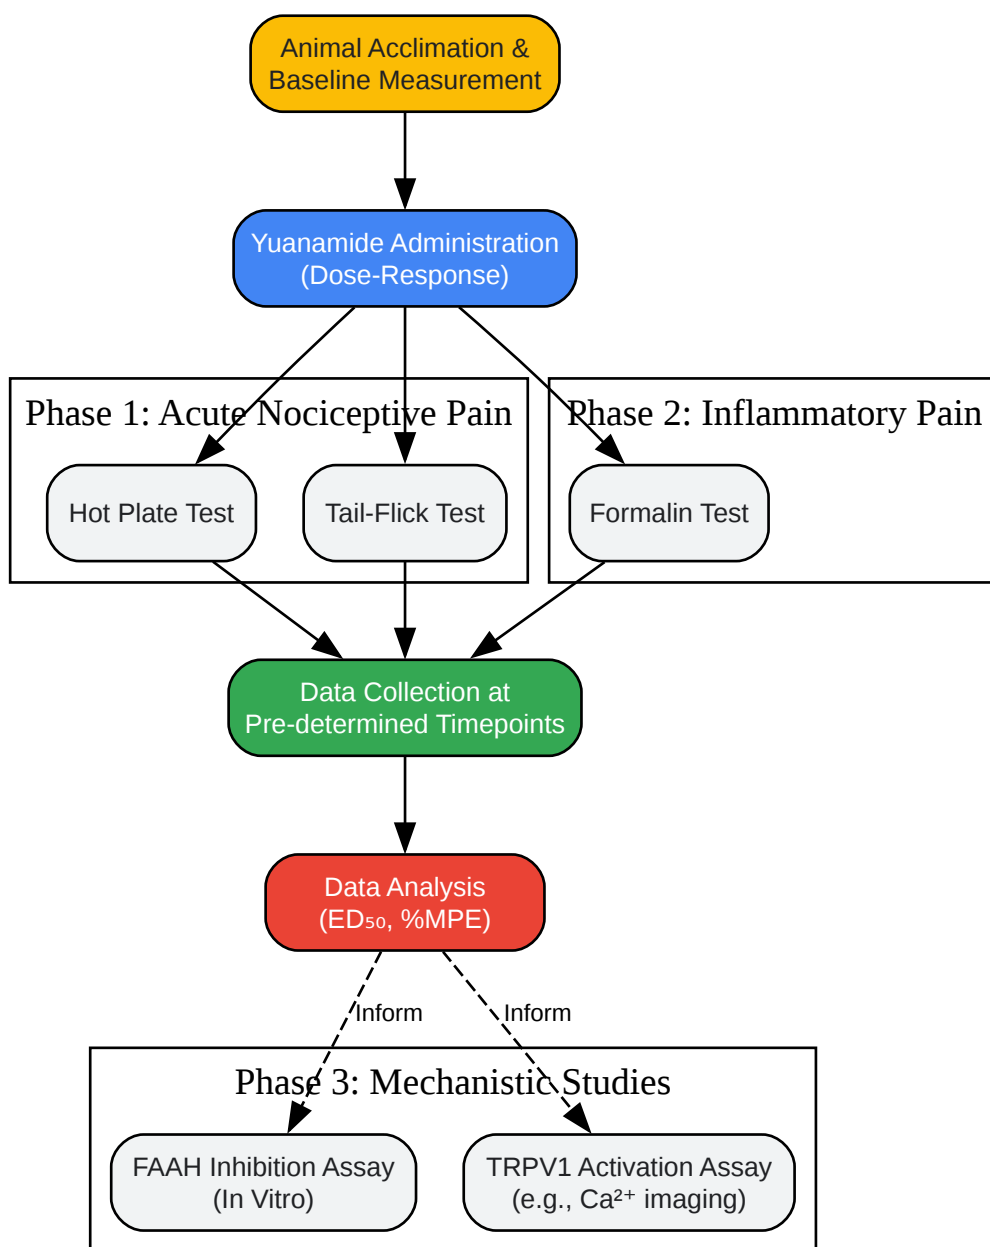 Animal Acclimation &
Baseline Measurement
Yuanamide Administration
(Dose-Response)
Phase 1: Acute Nociceptive Pain
Phase 2: Inflammatory Pain
Hot Plate Test
Tail-Flick Test
Formalin Test
Data Collection at
Pre-determined Timepoints
Data Analysis
(ED₅₀, %MPE)
Inform
Inform
Phase 3: Mechanistic Studies
FAAH Inhibition Assay
(In Vitro)
TRPV1 Activation Assay
(e.g., Ca²⁺ imaging)